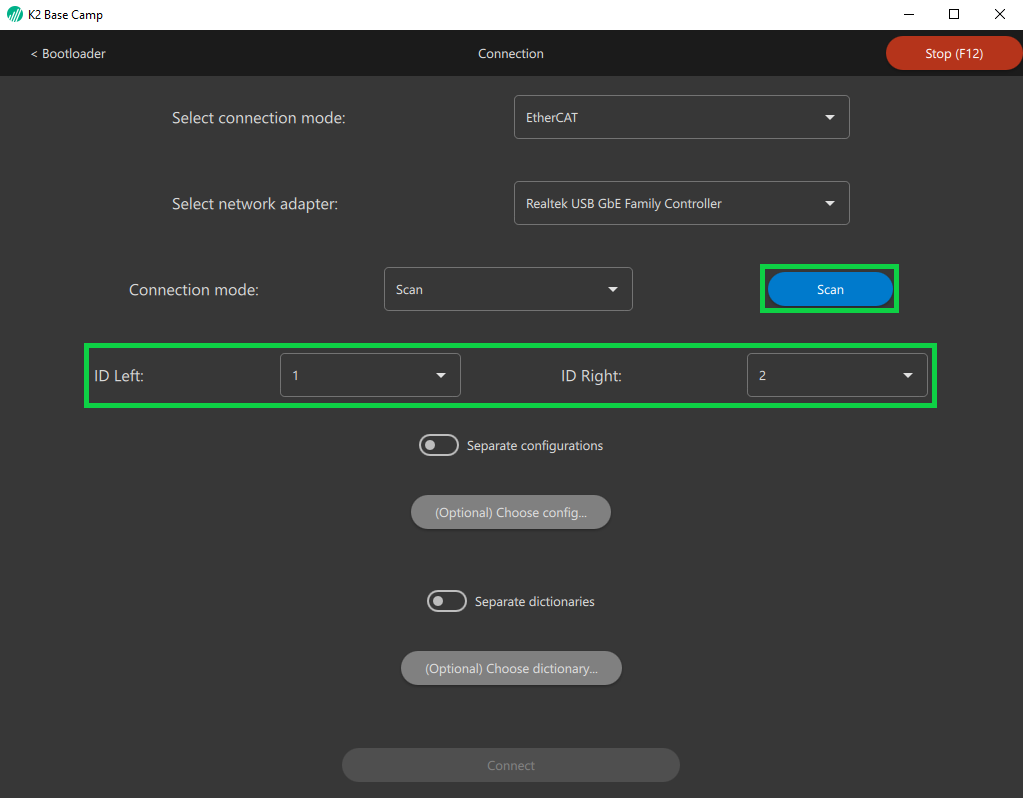 K2 Base Camp
< Bootloader
Connection
Stop (F12)
Select connection mode:
EtherCAT
Select network adapter:
Realtek USB GbE Family Controller
Connection mode:
Scan
Scan
ID Left:
1
ID Right:
2
Separate configurations
(Optional) Choose config...
Separate dictionaries
(Optional) Choose dictionary...
Connect